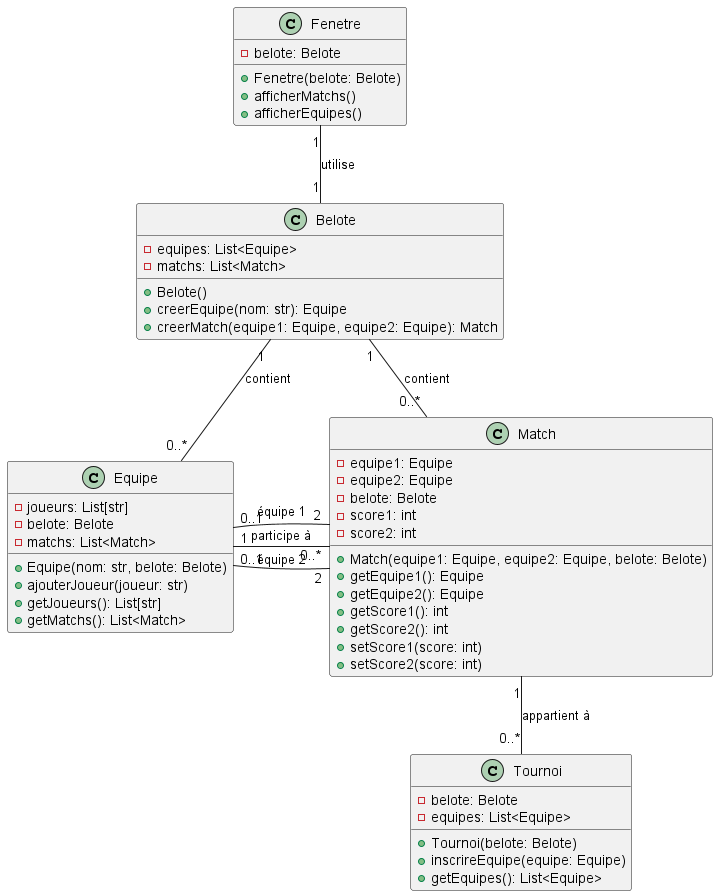 C Fenetre
belote: Belote
Fenetre(belote: Belote)
afficherMatchs()
afficherEquipes()
1
utilise
1
C Belote
equipes: List<Equipe>
matchs: List<Match>
Belote()
creerEquipe(nom: str): Equipe
creerMatch(equipe1: Equipe, equipe2: Equipe): Match
1
contient
0..*
1
contient
0..*
C Equipe
joueurs: List[str]
belote: Belote
matchs: List<Match>
Equipe(nom: str, belote: Belote)
ajouterJoueur(joueur: str)
getJoueurs(): List[str]
getMatchs(): List<Match>
0..1
équipe 1
2
1
participe à
0..*
0..1
équipe 2
2
C Match
equipe1: Equipe
equipe2: Equipe
belote: Belote
score1: int
score2: int
Match(equipe1: Equipe, equipe2: Equipe, belote: Belote)
getEquipe1(): Equipe
getEquipe2(): Equipe
getScore1(): int
getScore2(): int
setScore1(score: int)
setScore2(score: int)
1
appartient à
0..*
C Tournoi
belote: Belote
equipes: List<Equipe>
Tournoi(belote: Belote)
inscrireEquipe(equipe: Equipe)
getEquipes(): List<Equipe>